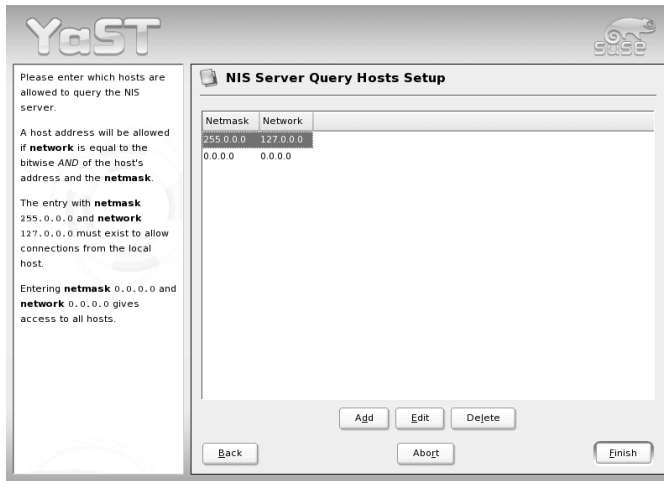 YaST
SUSE
Please enter which hosts are
allowed to query the NIS
server.
A host address will be allowed
if network is equal to the
bitwise AND of the host's
address and the netmask.
The entry with netmask
255.0.0.0 and network
127.0.0.0 must exist to allow
connections from the local
host.
Entering netmask 0.0.0.0 and
network 0.0.0.0 gives
access to all hosts.
NIS Server Query Hosts Setup
Netmask Network
255.0.0.0 127.0.0.0
0.0.0.0 0.0.0.0
Add Edit Delete
Back Abort Finish